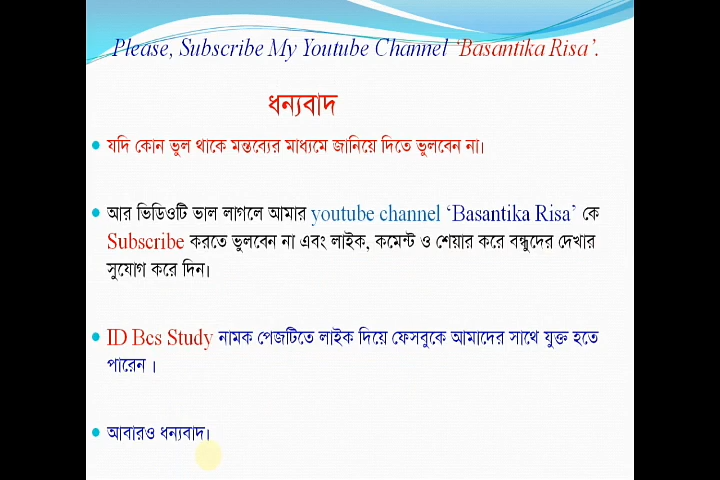 Please, Subscribe My Youtube Channel ‘Basantika Risa’.
ধন্যবাদ
যদি কোন ভুল থাকে মন্তব্যের মাধ্যমে জানিয়ে দিতে ভুলবেন না।
আর ভিডিওটি ভাল লাগলে আমার youtube channel ‘Basantika Risa’ কে
Subscribe করতে ভুলবেন না এবং লাইক, কমেন্ট ও শেয়ার করে বন্ধুদের দেখার
সুযোগ করে দিন।
ID Bcs Study নামক পেজটিতে লাইক দিয়ে ফেসবুকে আমাদের সাথে যুক্ত হতে
পারেন ।
আবারও ধন্যবাদ।